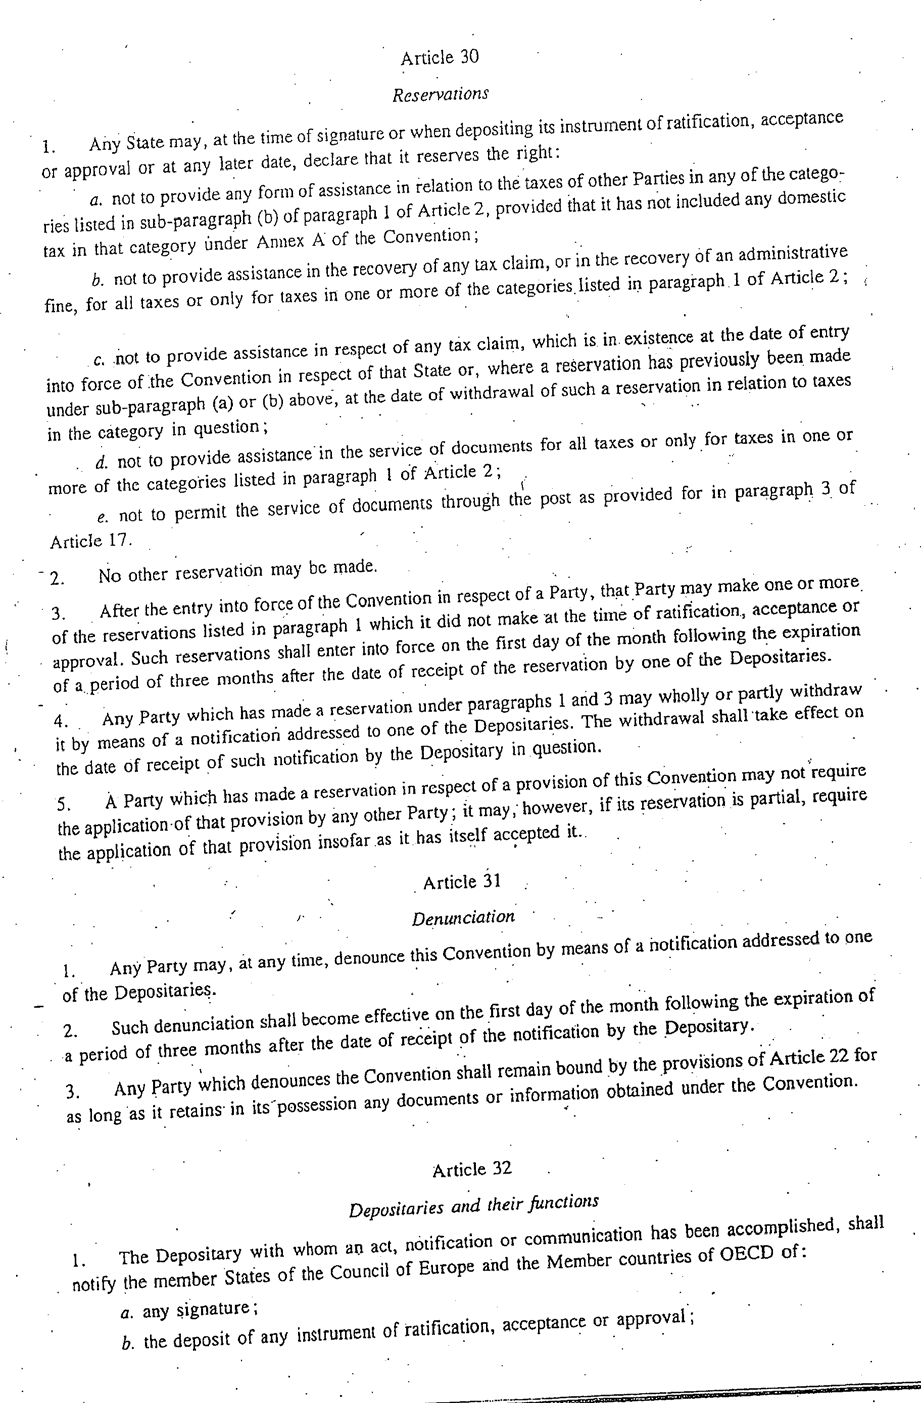 Article 30
Reservations
1. Any State may, at the time of signature or when depositing its instrument of ratification, acceptance
or approval or at any later date, declare that it reserves the right:
a. not to provide any form of assistance in relation to the taxes of other Parties in any of the catego-
ries listed in sub-paragraph (b) of paragraph 1 of Article 2, provided that it has not included any domestic
tax in that category under Annex A of the Convention;
b. not to provide assistance in the recovery of any tax claim, or in the recovery of an administrative
fine, for all taxes or only for taxes in one or more of the categories listed in paragraph 1 of Article 2;
c. not to provide assistance in respect of any tax claim, which is in existence at the date of entry
into force of the Convention in respect of that State or, where a reservation has previously been made
under sub-paragraph (a) or (b) above, at the date of withdrawal of such a reservation in relation to taxes
in the category in question;
d. not to provide assistance in the service of documents for all taxes or only for taxes in one or
more of the categories listed in paragraph 1 of Article 2;
e. not to permit the service of documents through the post as provided for in paragraph 3 of
Article 17.
2. No other reservation may be made.
3. After the entry into force of the Convention in respect of a Party, that Party may make one or more
of the reservations listed in paragraph 1 which it did not make at the time of ratification, acceptance or
approval. Such reservations shall enter into force on the first day of the month following the expiration
of a period of three months after the date of receipt of the reservation by one of the Depositaries.
4. Any Party which has made a reservation under paragraphs 1 and 3 may wholly or partly withdraw
it by means of a notification addressed to one of the Depositaries. The withdrawal shall take effect on
the date of receipt of such notification by the Depositary in question.
5. A Party which has made a reservation in respect of a provision of this Convention may not require
the application of that provision by any other Party; it may, however, if its reservation is partial, require
the application of that provision insofar as it has itself accepted it.
Article 31
Denunciation
1. Any Party may, at any time, denounce this Convention by means of a notification addressed to one
of the Depositaries.
2. Such denunciation shall become effective on the first day of the month following the expiration of
a period of three months after the date of receipt of the notification by the Depositary.
3. Any Party which denounces the Convention shall remain bound by the provisions of Article 22 for
as long as it retains in its possession any documents or information obtained under the Convention.
Article 32
Depositaries and their functions
1. The Depositary with whom an act, notification or communication has been accomplished, shall
notify the member States of the Council of Europe and the Member countries of OECD of:
a. any signature;
b. the deposit of any instrument of ratification, acceptance or approval;